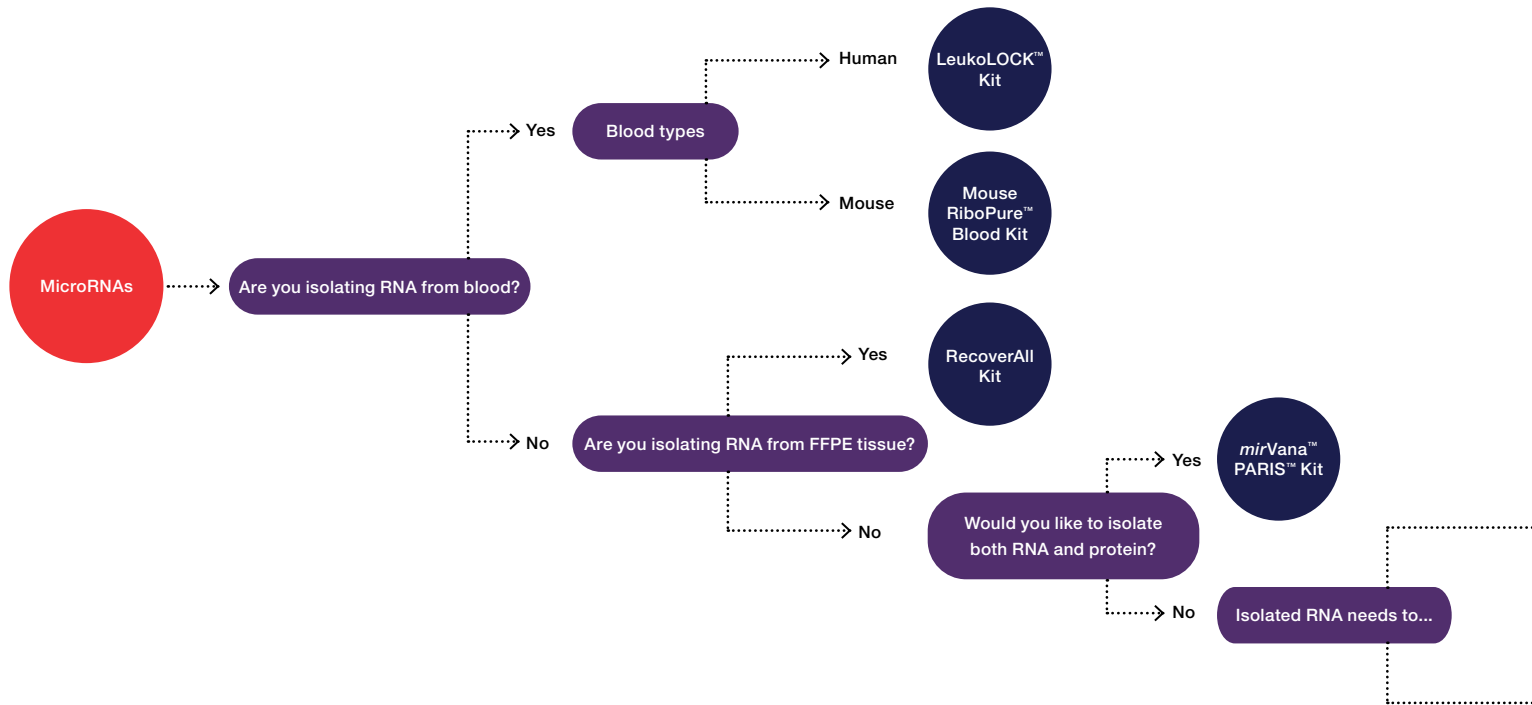 Human
LeukoLOCK™
Kit
Yes
Blood types
Mouse
Mouse
RiboPure™
Blood Kit
MicroRNAs
Are you isolating RNA from blood?
Yes
RecoverAll
Kit
No
Are you isolating RNA from FFPE tissue?
Yes
mirVana™
PARIS™ Kit
No
Would you like to isolate
both RNA and protein?
No
Isolated RNA needs to...